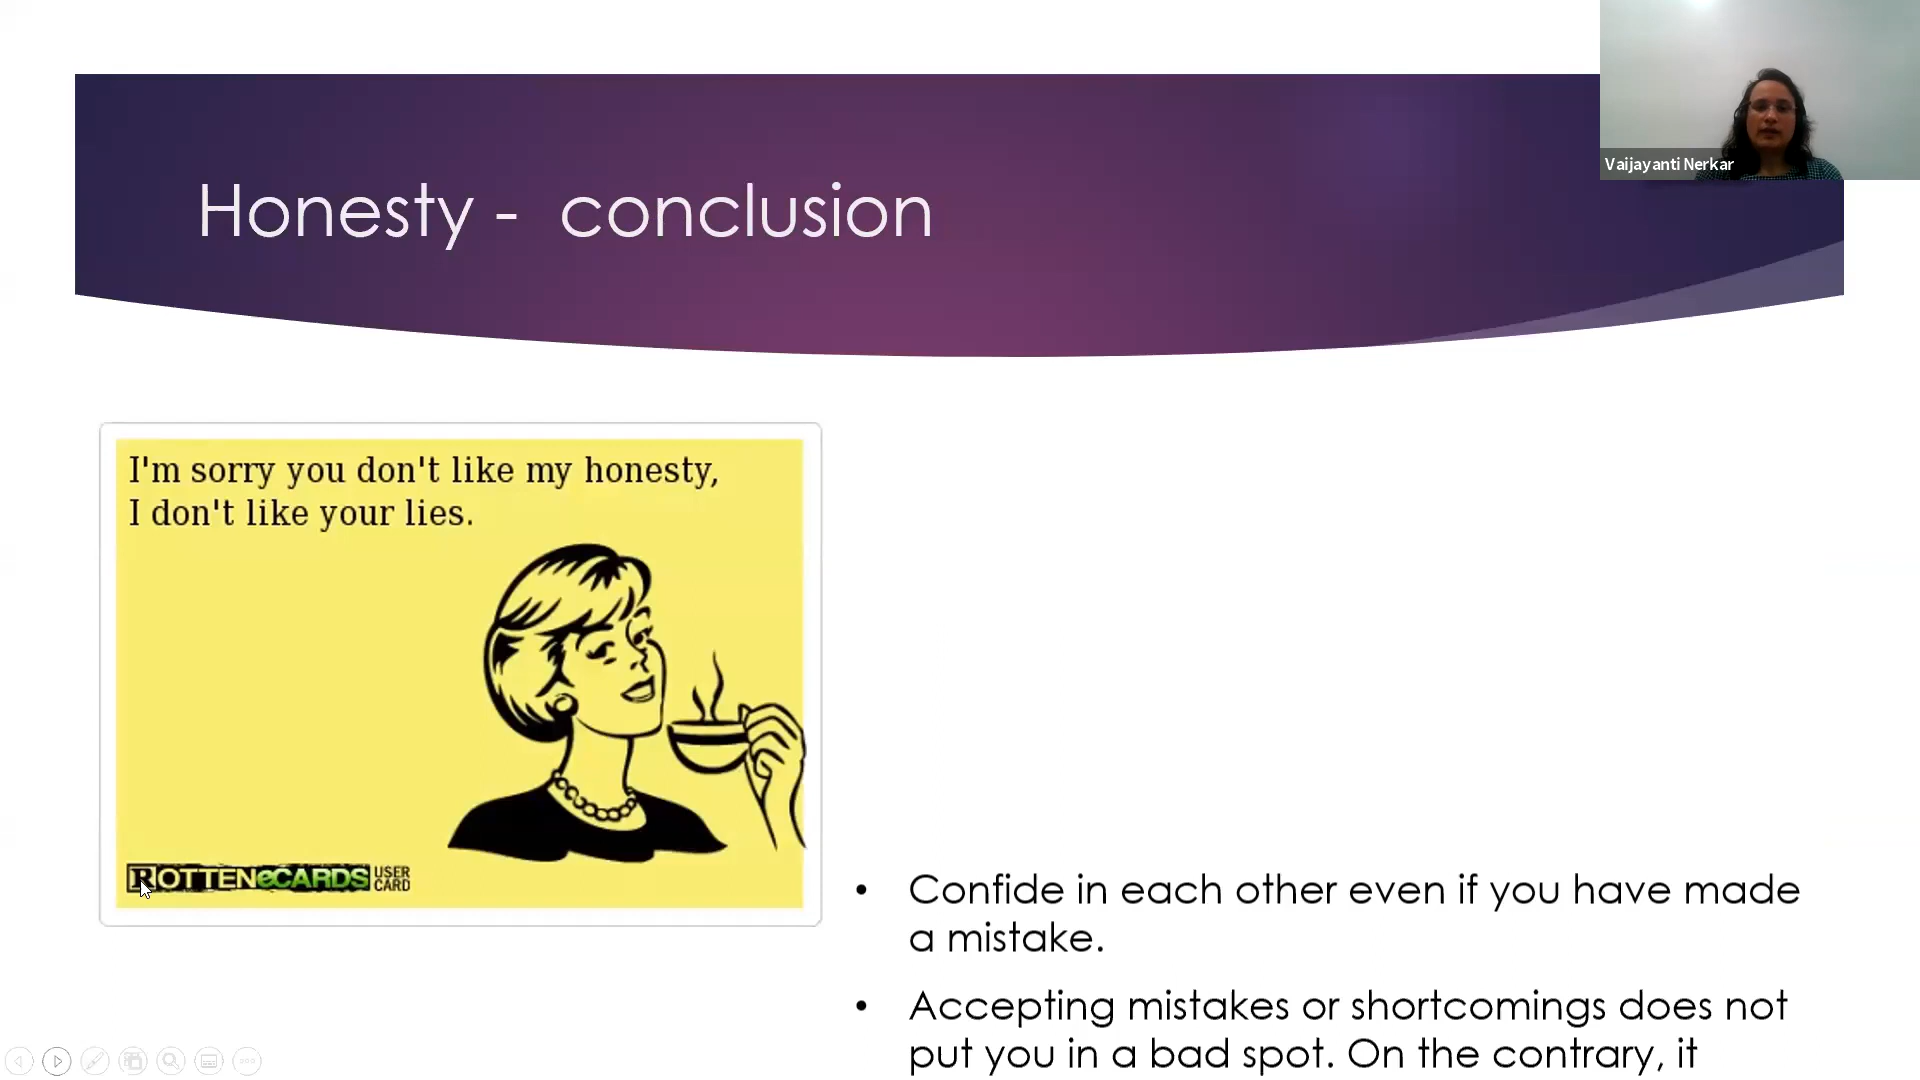 Vaijayanti Nerkar
Honesty - conclusion
I'm sorry you don't like my honesty,
I don't like your lies.
ROTTENeCARDS USER
CARD
• Confide in each other even if you have made
a mistake.
• Accepting mistakes or shortcomings does not
put you in a bad spot. On the contrary, it